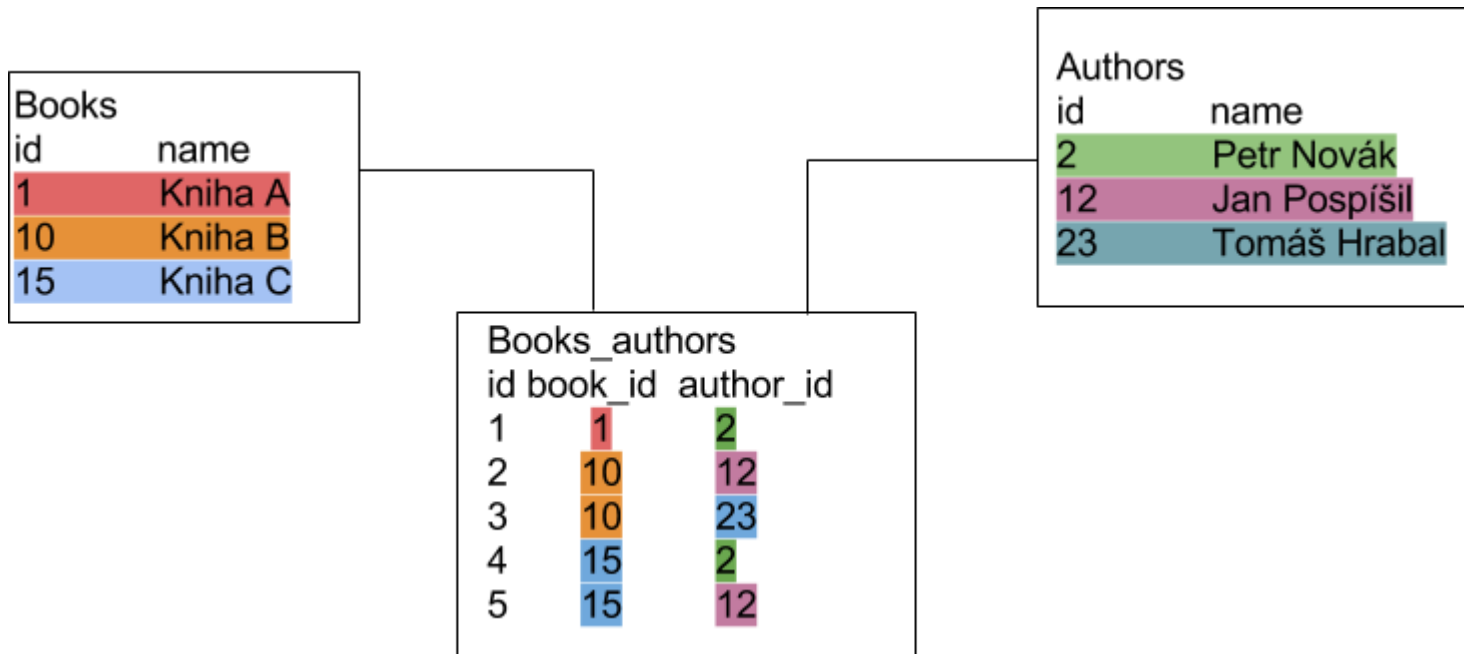 Books
id name
1 Kniha A
10 Kniha B
15 Kniha C
Authors
id name
2 Petr Novák
12 Jan Pospíšil
23 Tomáš Hrabal
Books_authors
id book_id author_id
1 1 2
2 10 12
3 10 23
4 15 2
5 15 12